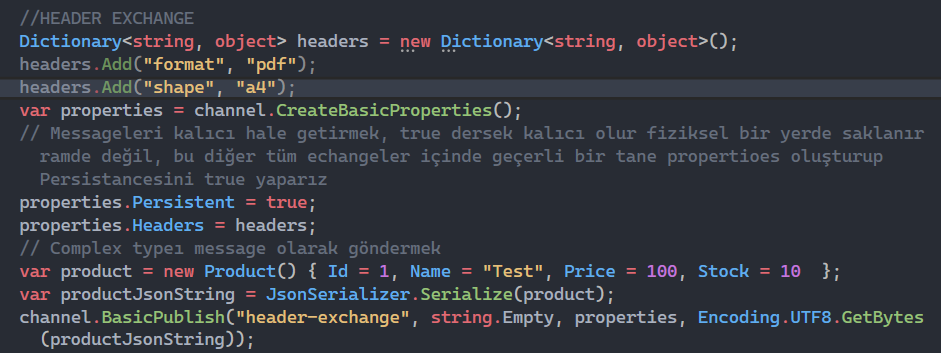 //HEADER EXCHANGE
Dictionary<string, object> headers = new Dictionary<string, object>();
headers.Add("format", "pdf");
headers.Add("shape", "a4");
var properties = channel.CreateBasicProperties();
// Messageleri kalıcı hale getirmek, true dersek kalıcı olur fiziksel bir yerde saklanır
ramde değil, bu diğer tüm echangeler içinde geçerli bir tane propertioes oluşturup
Persistancesini true yaparız
properties.Persistent = true;
properties.Headers = headers;
// Complex typeı message olarak göndermek
var product = new Product() { Id = 1, Name = "Test", Price = 100, Stock = 10  };
var productJsonString = JsonSerializer.Serialize(product);
channel.BasicPublish("header-exchange", string.Empty, properties, Encoding.UTF8.GetBytes
(productJsonString));